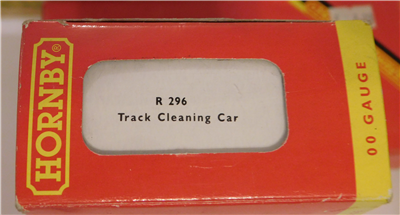 HORNBY
R 296
Track Cleaning Car
00. GAUGE